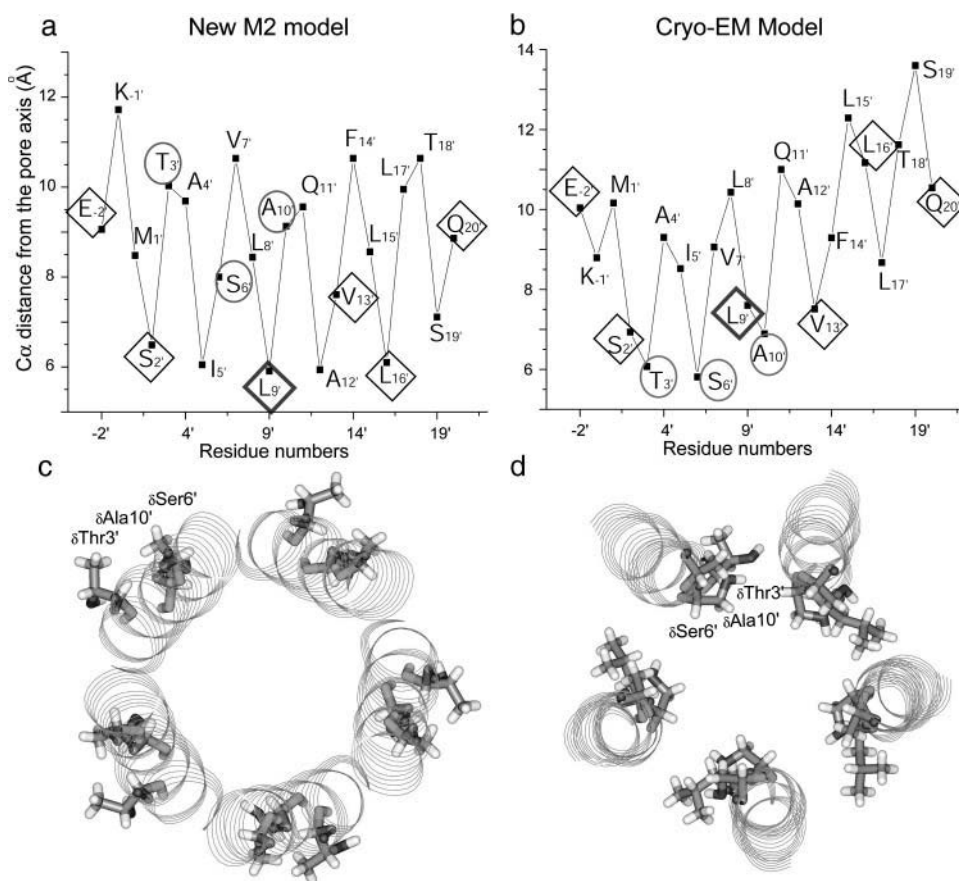 a
New M2 model
Cα distance from the pore axis (Å)
12
10
8
6
K-1'
T3'
E-2'
A4'
M1'
V7'
A10'
Q11'
L8'
S6'
S2'
I5'
L9'
A12'
F14'
L15'
V13'
L16'
L17'
T18'
Q20'
S19'
-2'
4'
9'
14'
19'
Residue numbers
b
Cryo-EM Model
14
12
10
8
6
S19'
L15'
L16'
T18'
Q20'
L17'
Q11'
A12'
F14'
V13'
E-2'
M1'
K-1'
A4'
I5'
L8'
V7'
L9'
S2'
T3'
S6'
A10'
-2'
4'
9'
14'
19'
Residue numbers
c
δSer6'
δAla10'
δThr3'
d
δThr3'
δSer6'
δAla10'